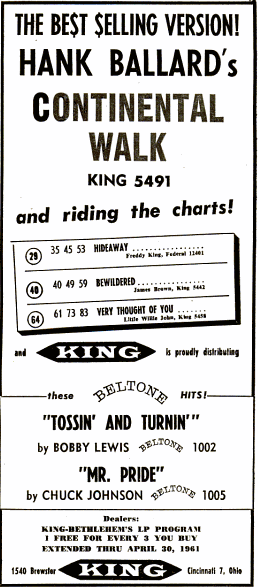 THE BE$T $ELLING VERSION!
HANK BALLARD's
CONTINENTAL
WALK
KING 5491
and riding the charts!
29 35 45 53 HIDEAWAY ..................
Freddy King, Federal 12401
40 40 49 59 BEWILDERED ..................
James Brown, King 5442
64 61 73 83 VERY THOUGHT OF YOU ........
Little Willie John, King 5458
and KING is proudly distributing
these BELTONE HITS!
"TOSSIN' AND TURNIN'"
by BOBBY LEWIS BELTONE 1002
"MR. PRIDE"
by CHUCK JOHNSON BELTONE 1005
Dealers:
KING-BETHLEHEM'S LP PROGRAM
1 FREE FOR EVERY 3 YOU BUY
EXTENDED THRU APRIL 30, 1961
1540 Brewster KING Cincinnati 7, Ohio